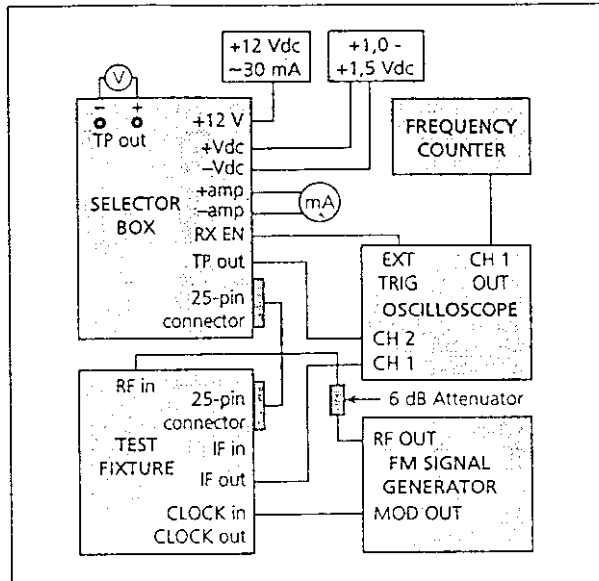 +12 Vdc
~30 mA
+1,0 -
+1,5 Vdc
V
– +
TP out
SELECTOR
BOX
+12 V
+Vdc
–Vdc
+amp
–amp
mA
RX EN
TP out
25-pin
connector
FREQUENCY
COUNTER
EXT
TRIG
CH 1
OUT
OSCILLOSCOPE
CH 2
CH 1
RF in
25-pin
connector
TEST
FIXTURE
IF in
IF out
CLOCK in
CLOCK out
6 dB Attenuator
RF OUT
FM SIGNAL
GENERATOR
MOD OUT